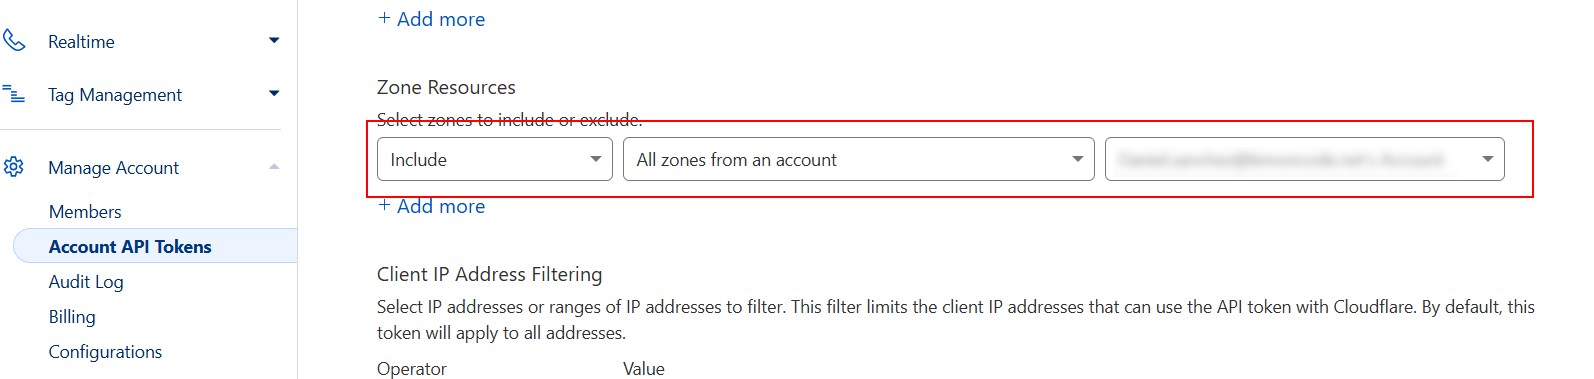 Realtime
Tag Management
Manage Account
Members
Account API Tokens
Audit Log
Billing
Configurations
+ Add more
Zone Resources
Select zones to include or exclude.
Include
All zones from an account
+ Add more
Client IP Address Filtering
Select IP addresses or ranges of IP addresses to filter. This filter limits the client IP addresses that can use the API token with Cloudflare. By default, this
token will apply to all addresses.
Operator Value